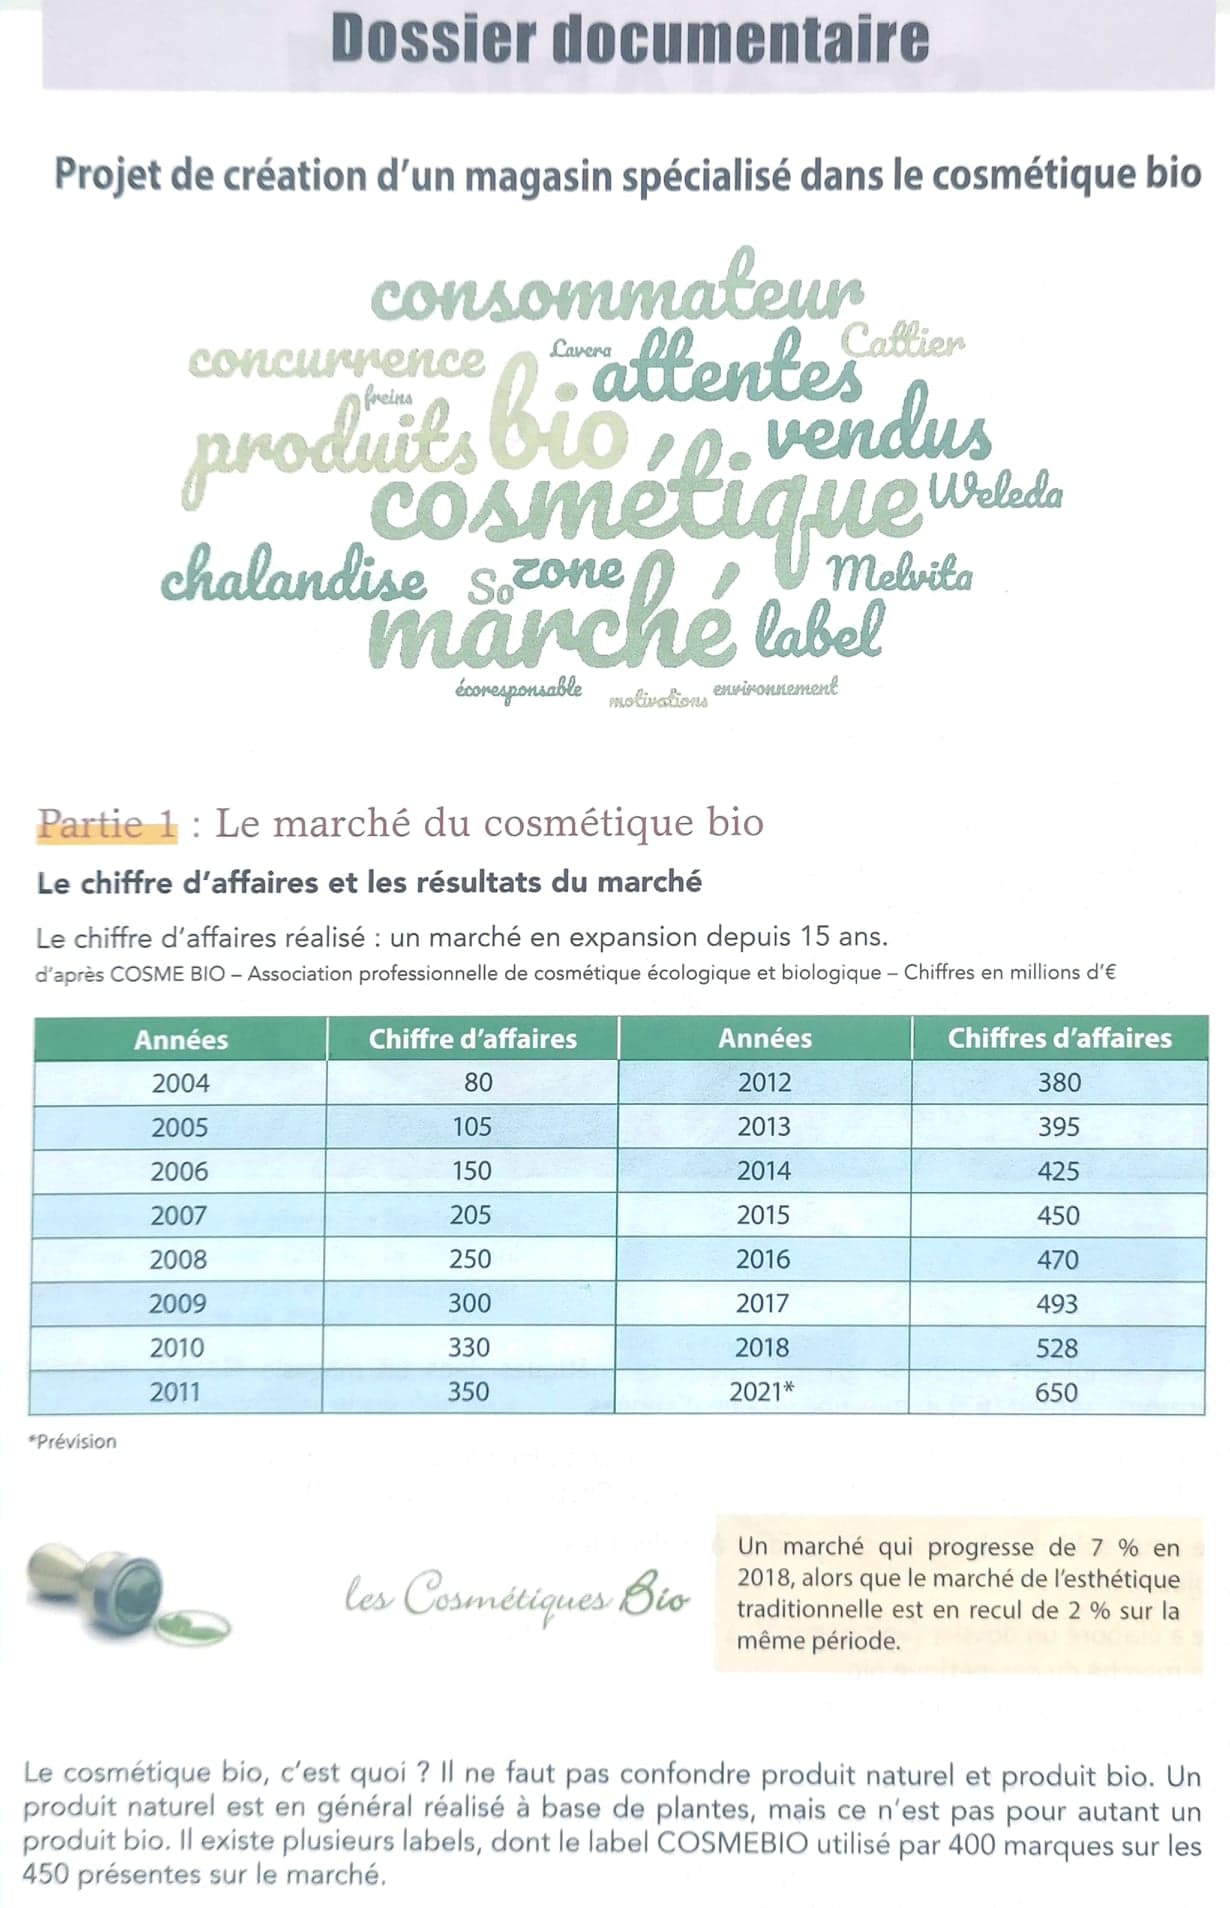 Dossier documentaire
Projet de création d'un magasin spécialisé dans le cosmétique bio
consommateur
concurrence Lavera attentes Cattier
freins
produits bio vendus
cosmétique Weleda
chalandise So zone Melvita
marché label
écoresponsable motivations environnement
Partie 1 : Le marché du cosmétique bio
Le chiffre d'affaires et les résultats du marché
Le chiffre d'affaires réalisé : un marché en expansion depuis 15 ans.
d'après COSME BIO – Association professionnelle de cosmétique écologique et biologique – Chiffres en millions d'€
Années Chiffre d'affaires Années Chiffres d'affaires
2004 80 2012 380
2005 105 2013 395
2006 150 2014 425
2007 205 2015 450
2008 250 2016 470
2009 300 2017 493
2010 330 2018 528
2011 350 2021* 650
*Prévision
les Cosmétiques Bio
Un marché qui progresse de 7 % en
2018, alors que le marché de l'esthétique
traditionnelle est en recul de 2 % sur la
même période.
Le cosmétique bio, c'est quoi ? Il ne faut pas confondre produit naturel et produit bio. Un
produit naturel est en général réalisé à base de plantes, mais ce n'est pas pour autant un
produit bio. Il existe plusieurs labels, dont le label COSMEBIO utilisé par 400 marques sur les
450 présentes sur le marché.